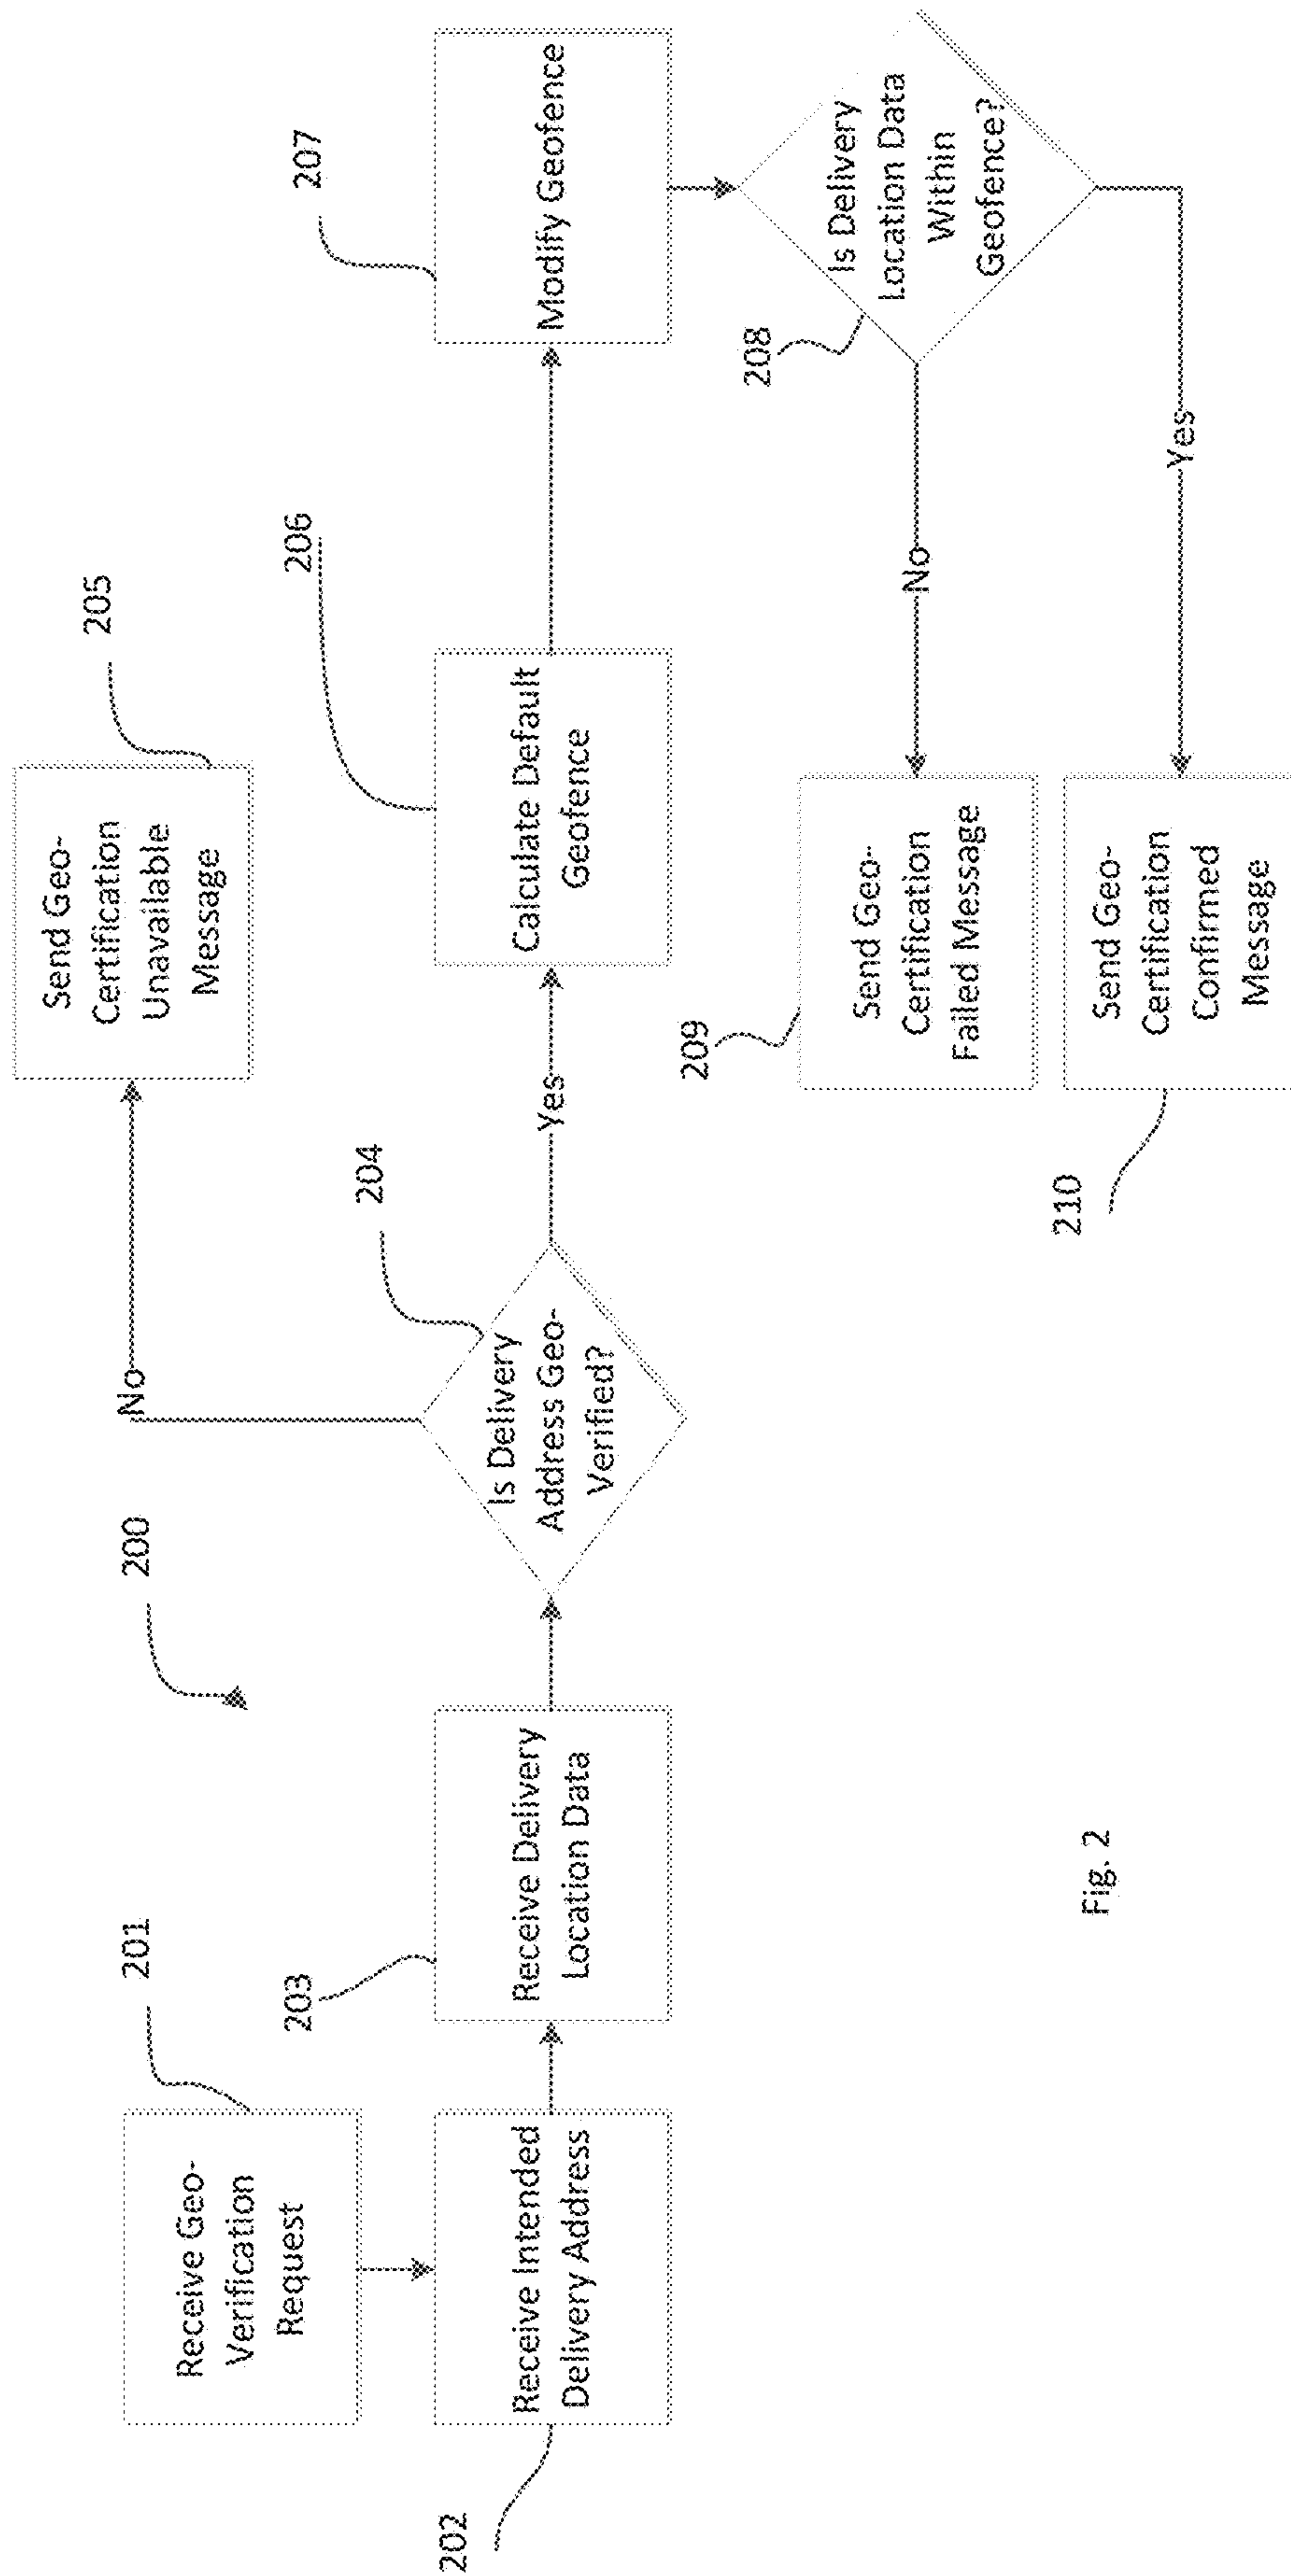 200
201
Receive Geo-
Verification
Request
202
Receive Intended
Delivery Address
203
Receive Delivery
Location Data
204
Is Delivery
Address Geo-
Verified?
No
205
Send Geo-
Certification
Unavailable
Message
Yes
206
Calculate Default
Geofence
207
Modify Geofence
208
Is Delivery
Location Data
Within
Geofence?
No
209
Send Geo-
Certification
Failed Message
Yes
210
Send Geo-
Certification
Confirmed
Message
Fig. 2